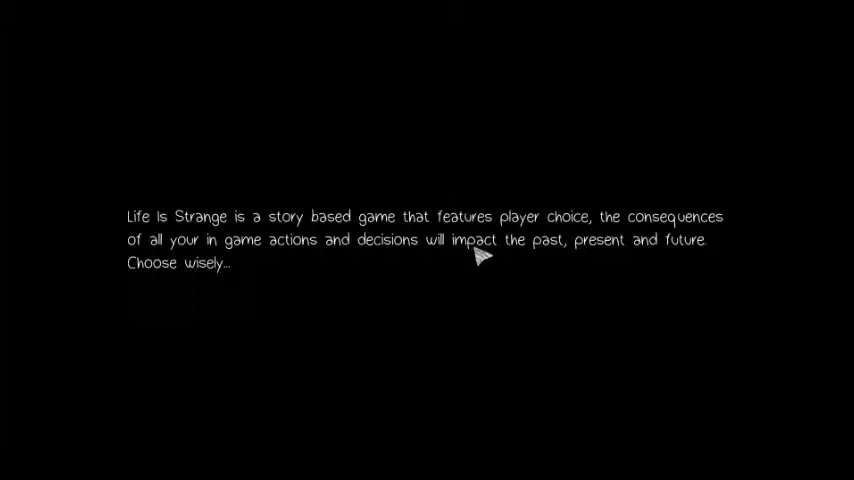 Life Is Strange is a story based game that features player choice, the consequences
of all your in game actions and decisions will impact the past, present and future.
Choose wisely...